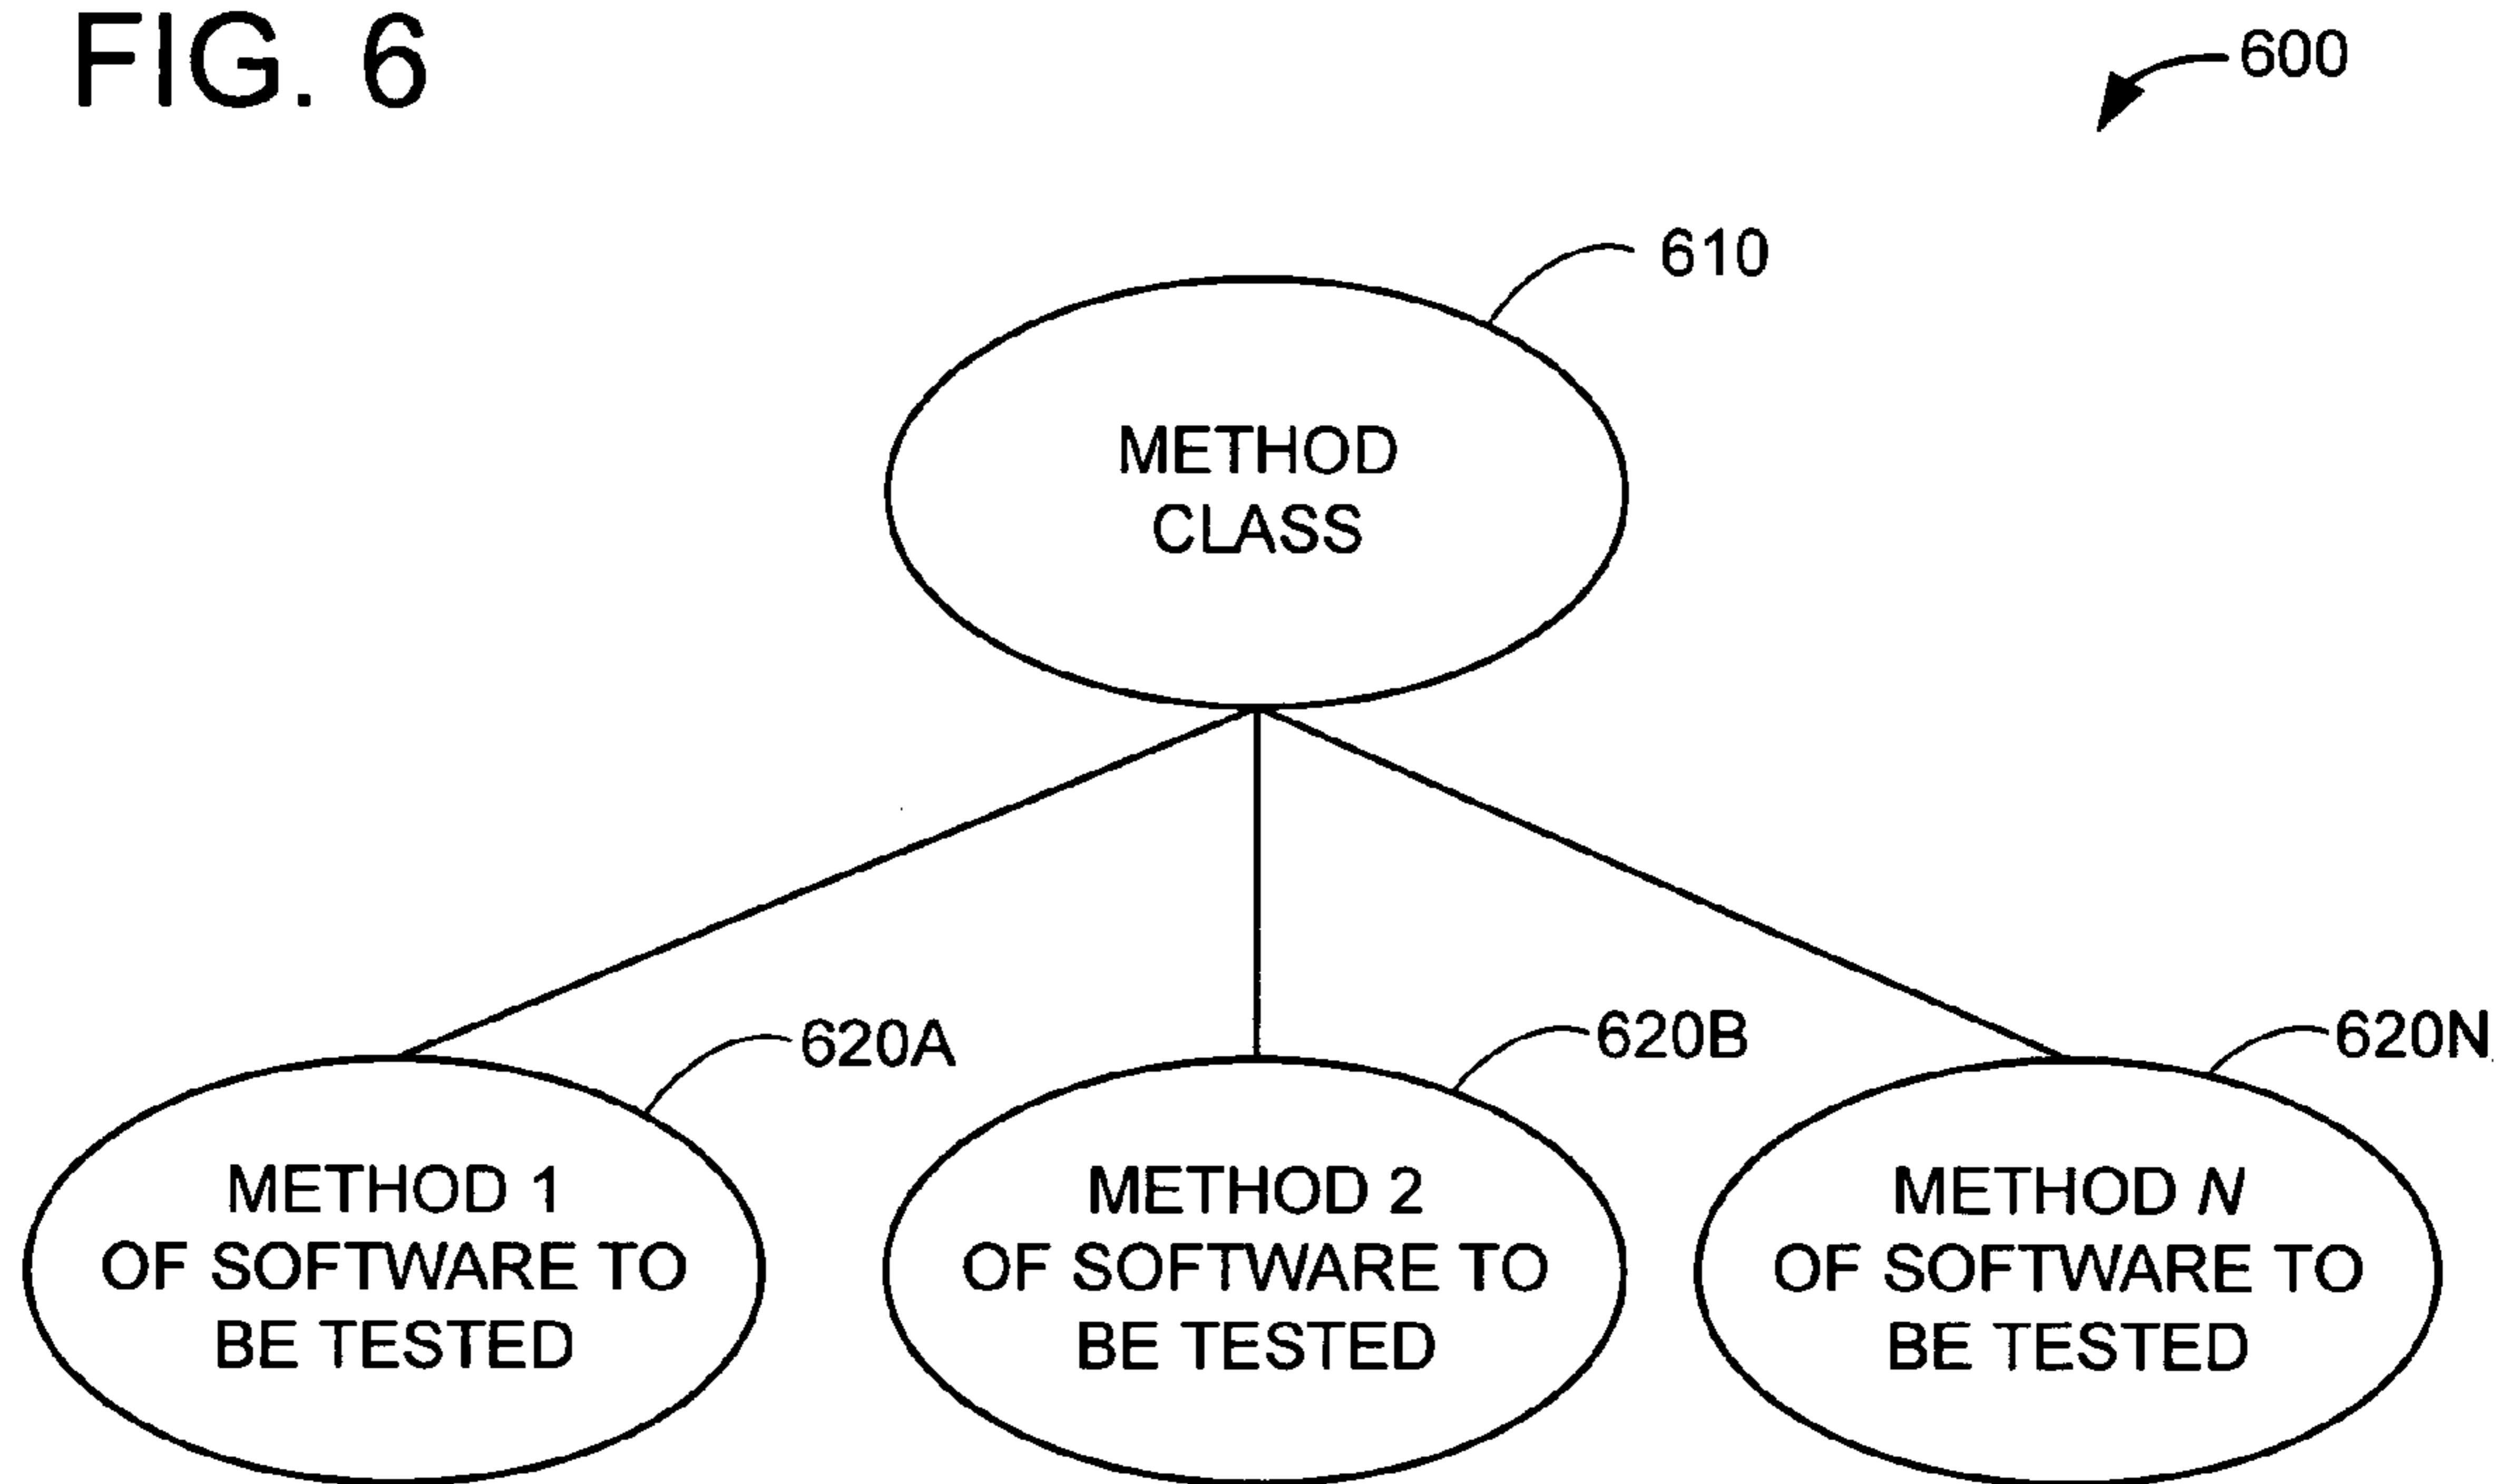 FIG. 6
600
610
METHOD
CLASS
620A
620B
620N
METHOD 1
OF SOFTWARE TO
BE TESTED
METHOD 2
OF SOFTWARE TO
BE TESTED
METHOD N
OF SOFTWARE TO
BE TESTED